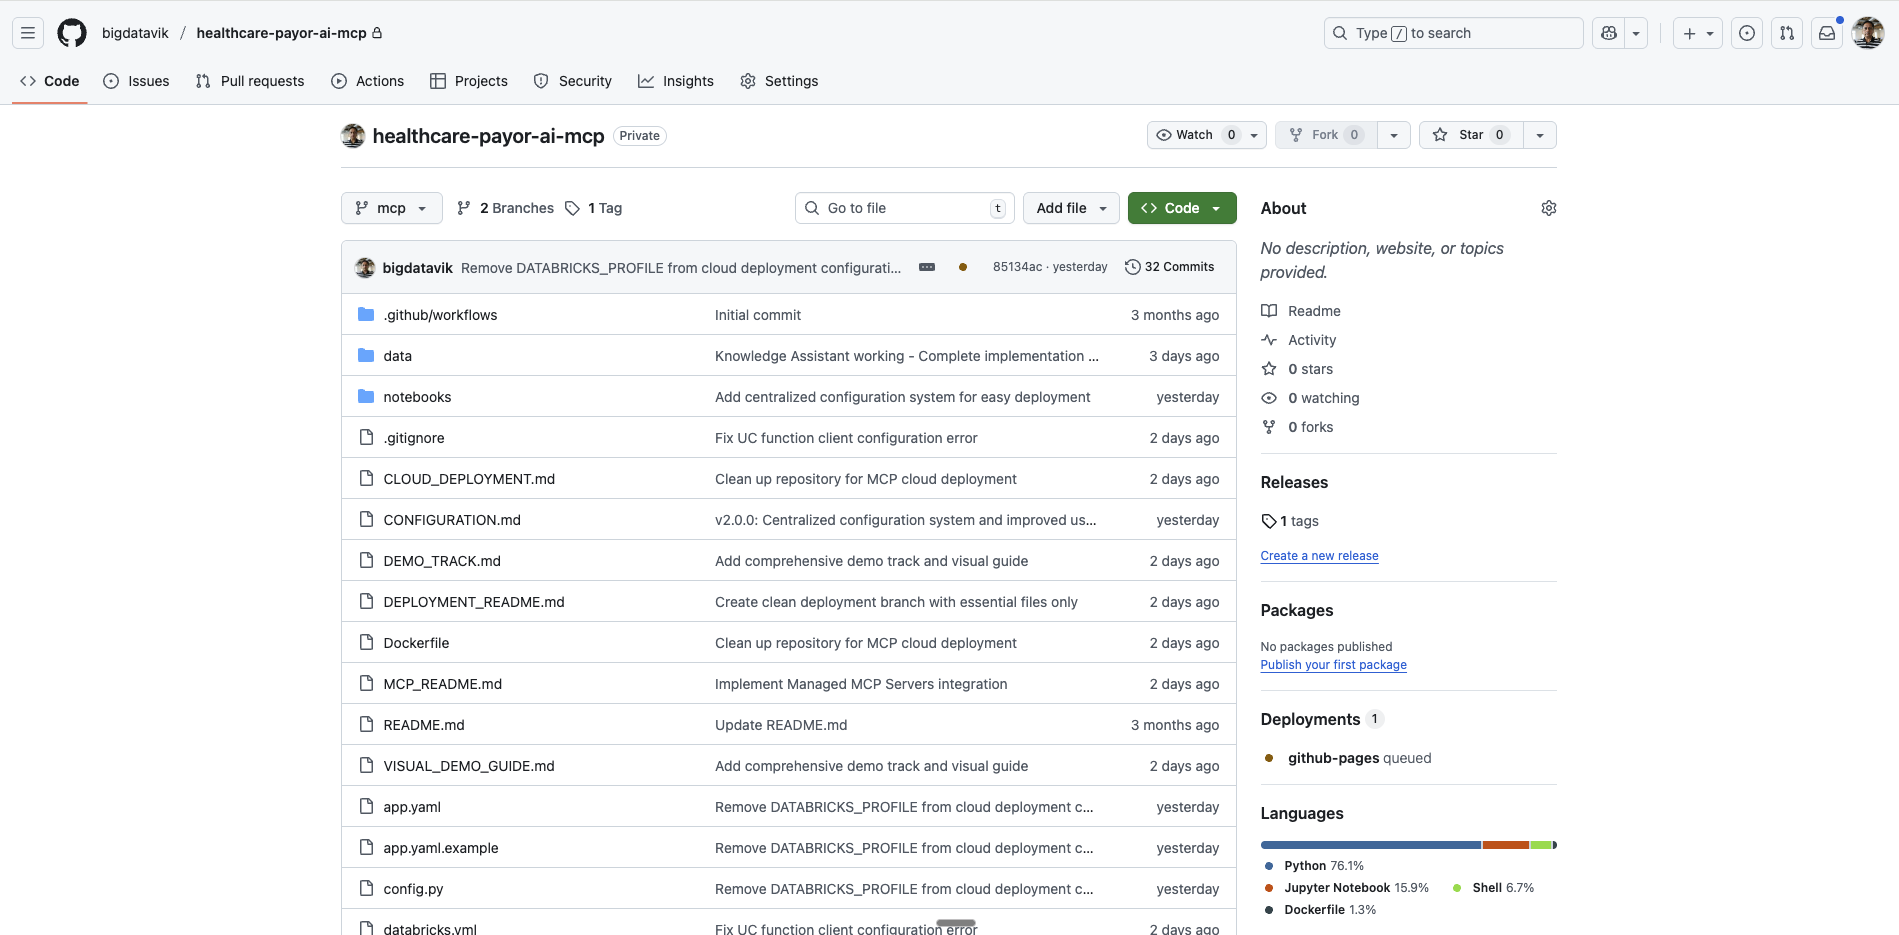 bigdatavik / healthcare-payor-ai-mcp
Type / to search
Code Issues Pull requests Actions Projects Security Insights Settings
healthcare-payor-ai-mcp Private
Watch 0 Fork 0 Star 0
mcp 2 Branches 1 Tag Go to file t Add file Code
bigdatavik Remove DATABRICKS_PROFILE from cloud deployment configurati... 85134ac · yesterday 32 Commits
.github/workflows Initial commit 3 months ago
data Knowledge Assistant working - Complete implementation ... 3 days ago
notebooks Add centralized configuration system for easy deployment yesterday
.gitignore Fix UC function client configuration error 2 days ago
CLOUD_DEPLOYMENT.md Clean up repository for MCP cloud deployment 2 days ago
CONFIGURATION.md v2.0.0: Centralized configuration system and improved us... yesterday
DEMO_TRACK.md Add comprehensive demo track and visual guide 2 days ago
DEPLOYMENT_README.md Create clean deployment branch with essential files only 2 days ago
Dockerfile Clean up repository for MCP cloud deployment 2 days ago
MCP_README.md Implement Managed MCP Servers integration 2 days ago
README.md Update README.md 3 months ago
VISUAL_DEMO_GUIDE.md Add comprehensive demo track and visual guide 2 days ago
app.yaml Remove DATABRICKS_PROFILE from cloud deployment c... yesterday
app.yaml.example Remove DATABRICKS_PROFILE from cloud deployment c... yesterday
config.py Remove DATABRICKS_PROFILE from cloud deployment c... yesterday
databricks.yml Fix UC function client configuration error 2 days ago
About
No description, website, or topics
provided.
Readme
Activity
0 stars
0 watching
0 forks
Releases
1 tags
Create a new release
Packages
No packages published
Publish your first package
Deployments 1
github-pages queued
Languages
Python 76.1%
Jupyter Notebook 15.9% Shell 6.7%
Dockerfile 1.3%